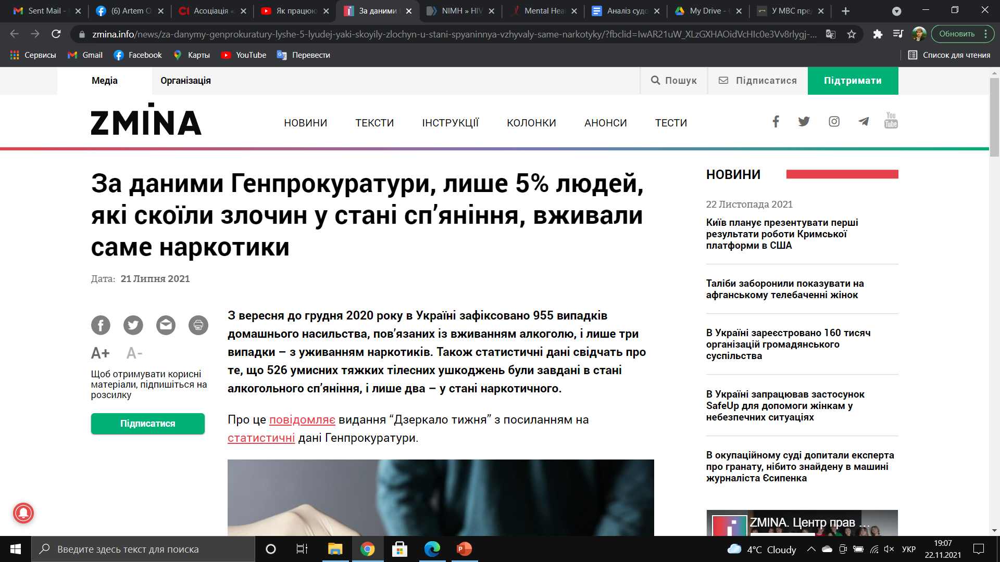 Sent Mail -
(6) Artem O
Асоціація «
Як працюю
За даними
NIMH » HIV
Mental Hea
Аналіз судо
My Drive -
У МВС пре
zmina.info/news/za-danymy-genprokuratury-lyshe-5-lyudej-yaki-skoyily-zlochyn-u-stani-spyaninnya-vzhyvaly-same-narkotyky/?fbclid=IwAR21uW_XLzGXHAOidVcHIc0e3Vv8rlygj-...
Обновить
Сервисы
Gmail
Facebook
Карты
YouTube
Перевести
Список для чтения
Медіа
Організація
Пошук
Підписатися
Підтримати
ZMINA
НОВИНИ
ТЕКСТИ
ІНСТРУКЦІЇ
КОЛОНКИ
АНОНСИ
ТЕСТИ
You
Tube
За даними Генпрокуратури, лише 5% людей,
які скоїли злочин у стані сп’яніння, вживали
саме наркотики
Дата: 21 Липня 2021
A+ A-
Щоб отримувати корисні
матеріали, підпишіться на
розсилку
Підписатися
З вересня до грудня 2020 року в Україні зафіксовано 955 випадків
домашнього насильства, пов’язаних із вживанням алкоголю, і лише три
випадки – з уживанням наркотиків. Також статистичні дані свідчать про
те, що 526 умисних тяжких тілесних ушкоджень були завдані в стані
алкогольного сп’яніння, і лише два – у стані наркотичного.
Про це повідомляє видання “Дзеркало тижня” з посиланням на
статистичні дані Генпрокуратури.
НОВИНИ
22 Листопада 2021
Київ планує презентувати перші
результати роботи Кримської
платформи в США
Таліби заборонили показувати на
афганському телебаченні жінок
В Україні зареєстровано 160 тисяч
організацій громадянського
суспільства
В Україні запрацював застосунок
SafeUp для допомоги жінкам у
небезпечних ситуаціях
В окупаційному суді допитали експерта
про гранату, нібито знайдену в машині
журналіста Єсипенка
ZMINA. Центр прав ...
Введите здесь текст для поиска
4°C Cloudy
УКР
19:07
22.11.2021